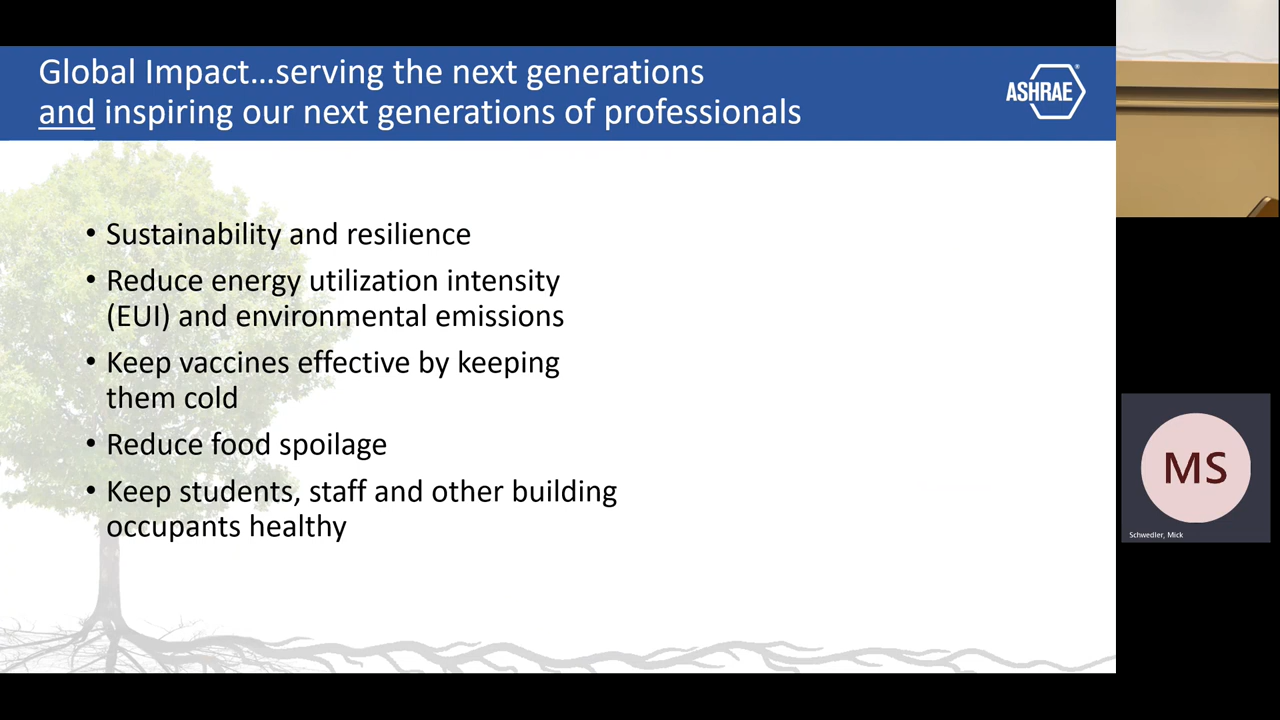 Global Impact...serving the next generations
and inspiring our next generations of professionals
ASHRAE®
• Sustainability and resilience
• Reduce energy utilization intensity
(EUI) and environmental emissions
• Keep vaccines effective by keeping
them cold
• Reduce food spoilage
• Keep students, staff and other building
occupants healthy
MS
Schwedler, Mick